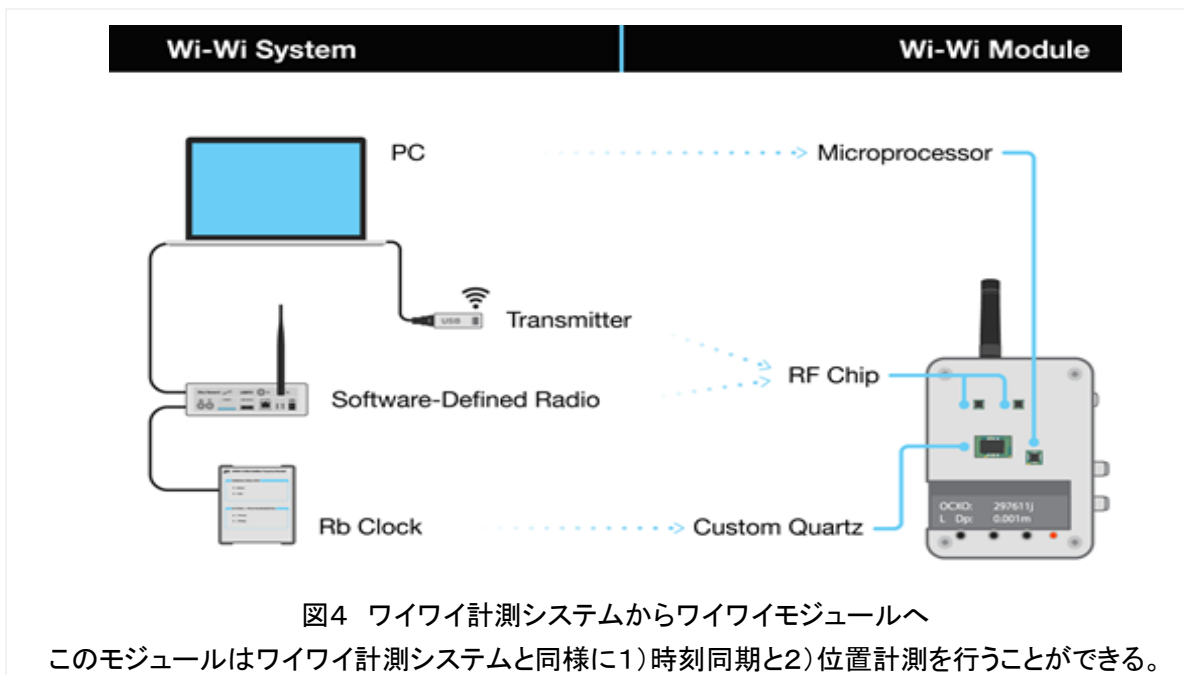 Wi-Wi System
Wi-Wi Module
PC
Microprocessor
USB
Transmitter
RF Chip
Software-Defined Radio
OCXO: 297611j
L Dp: 0.001m
Rb Clock
Custom Quartz
図4 ワイワイ計測システムからワイワイモジュールへ
このモジュールはワイワイ計測システムと同様に1）時刻同期と2）位置計測を行うことができる。